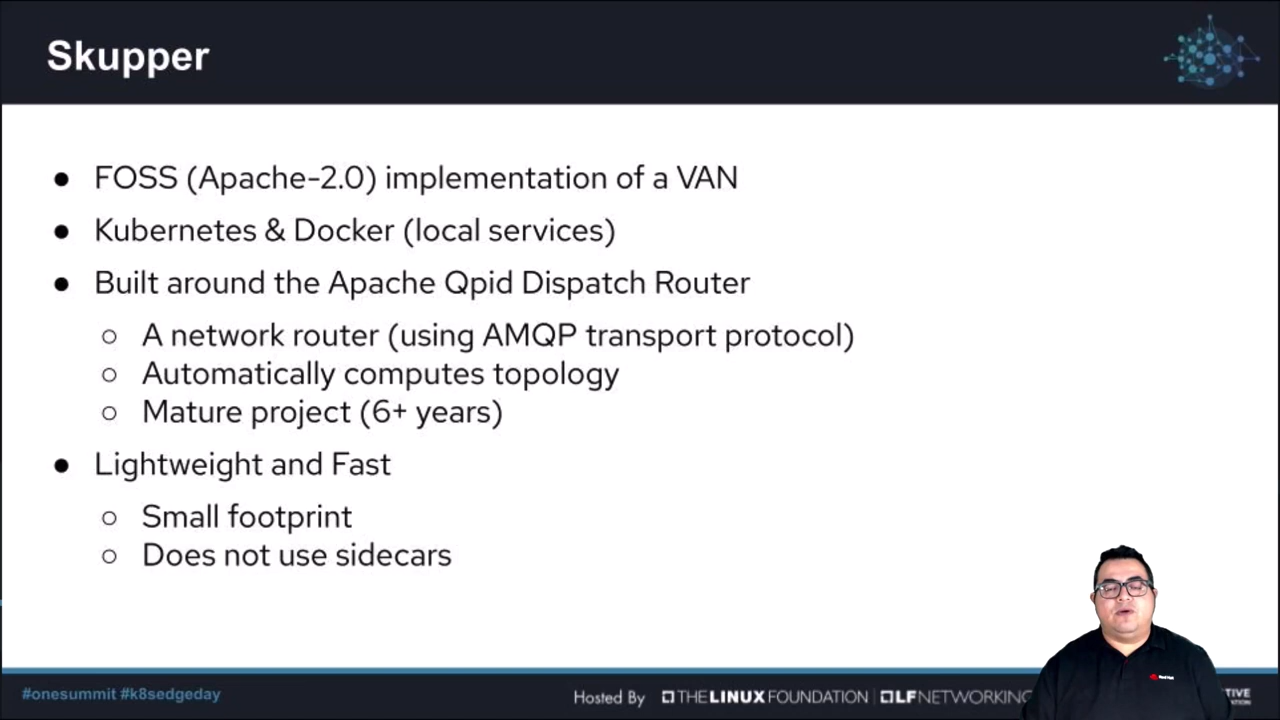 Skupper
● FOSS (Apache-2.0) implementation of a VAN
● Kubernetes & Docker (local services)
● Built around the Apache Qpid Dispatch Router
○ A network router (using AMQP transport protocol)
○ Automatically computes topology
○ Mature project (6+ years)
● Lightweight and Fast
○ Small footprint
○ Does not use sidecars
#onesummit #k8sedgeday
Hosted By THE LINUX FOUNDATION | LF NETWORKING